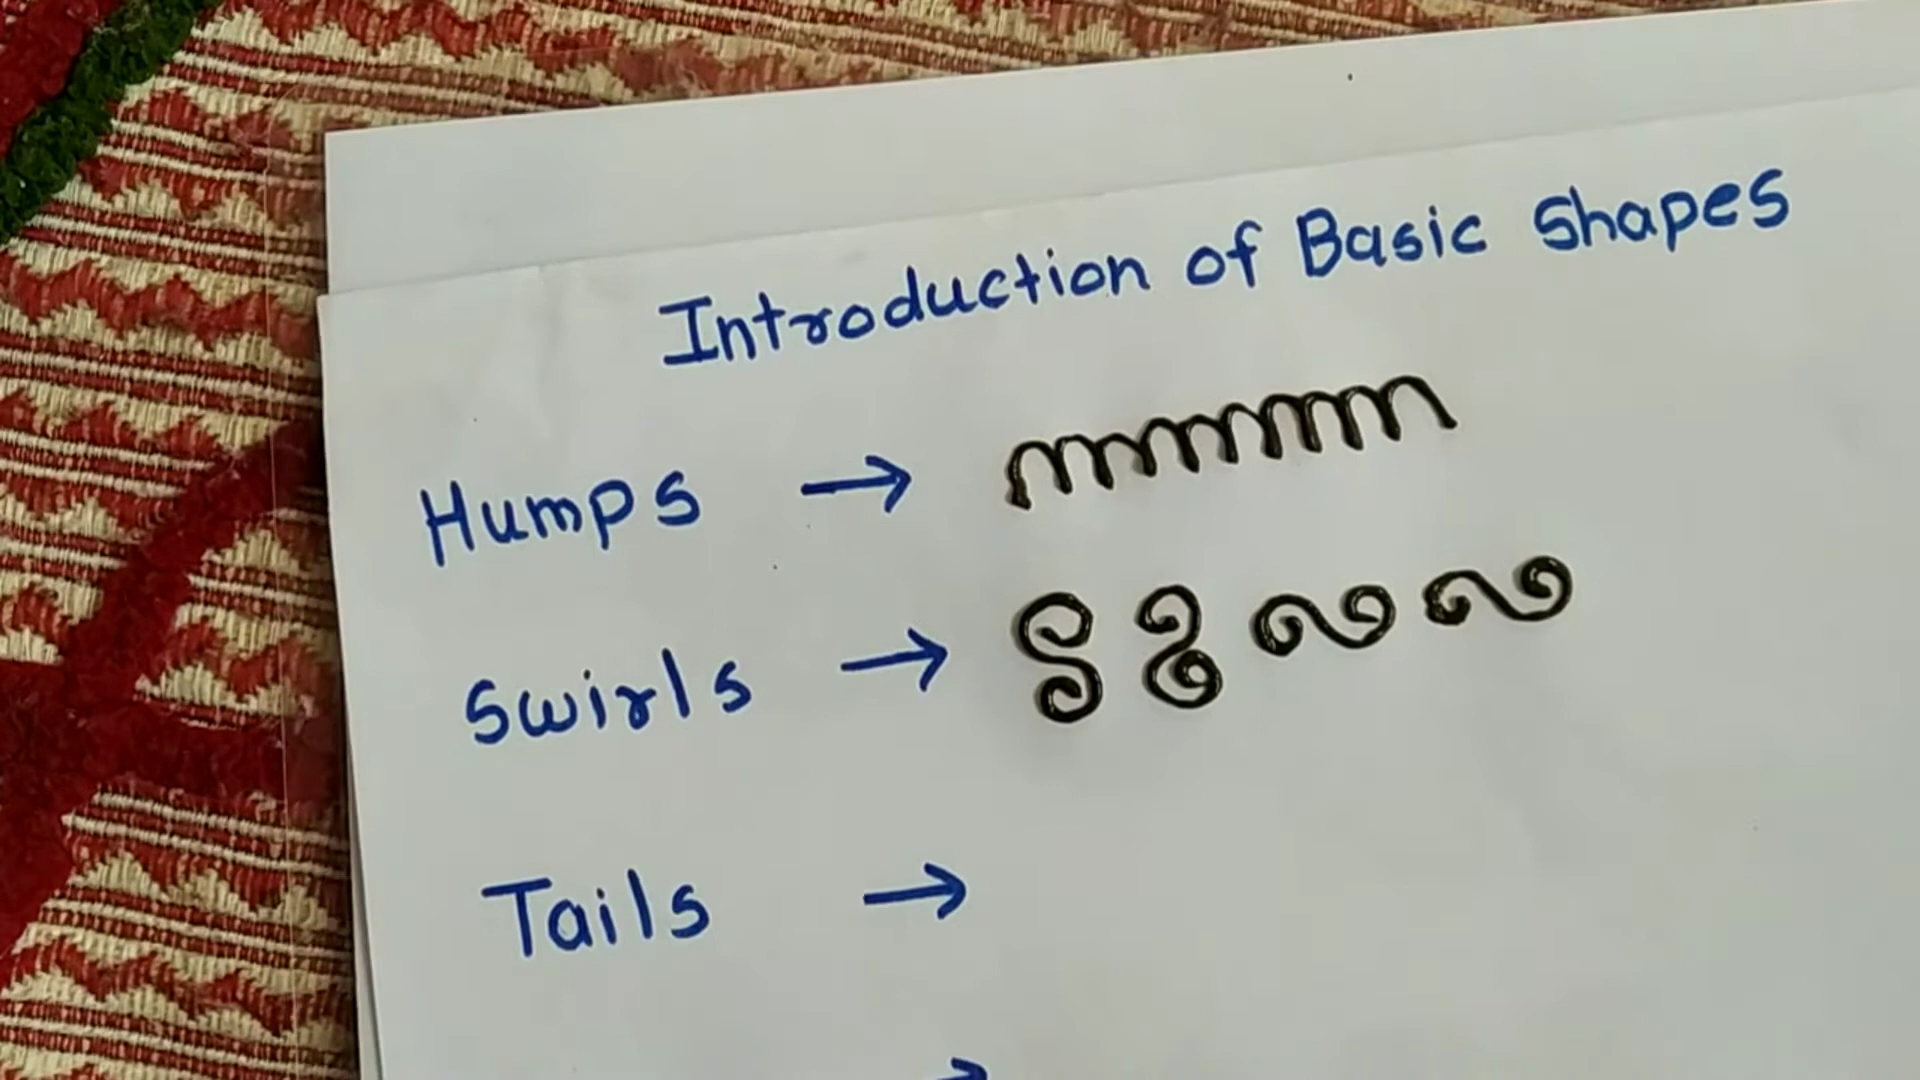 Introduction of Basic Shapes
Humps →
Swirls →
Tails →
→